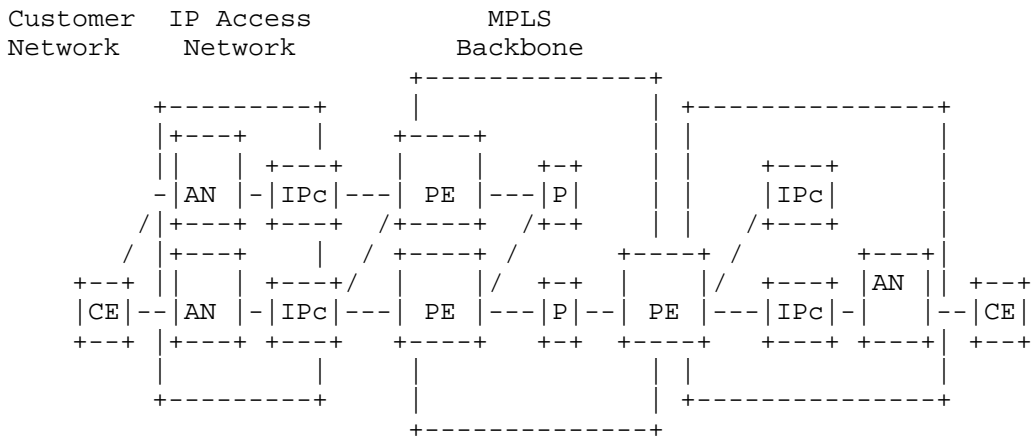 Customer IP Access MPLS
Network Network Backbone
AN IPc PE P IPc
AN
CE AN IPc PE P PE IPc CE